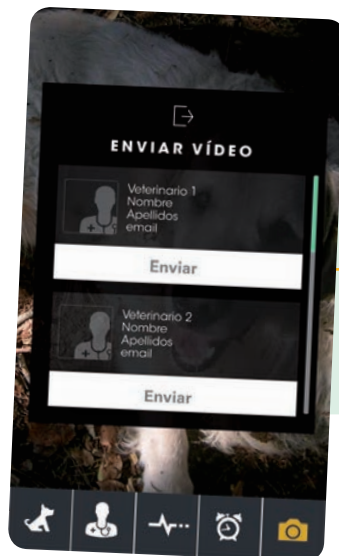 ENVIAR VÍDEO
Veterinario 1
Nombre
Apellidos
email
Enviar
Veterinario 2
Nombre
Apellidos
email
Enviar